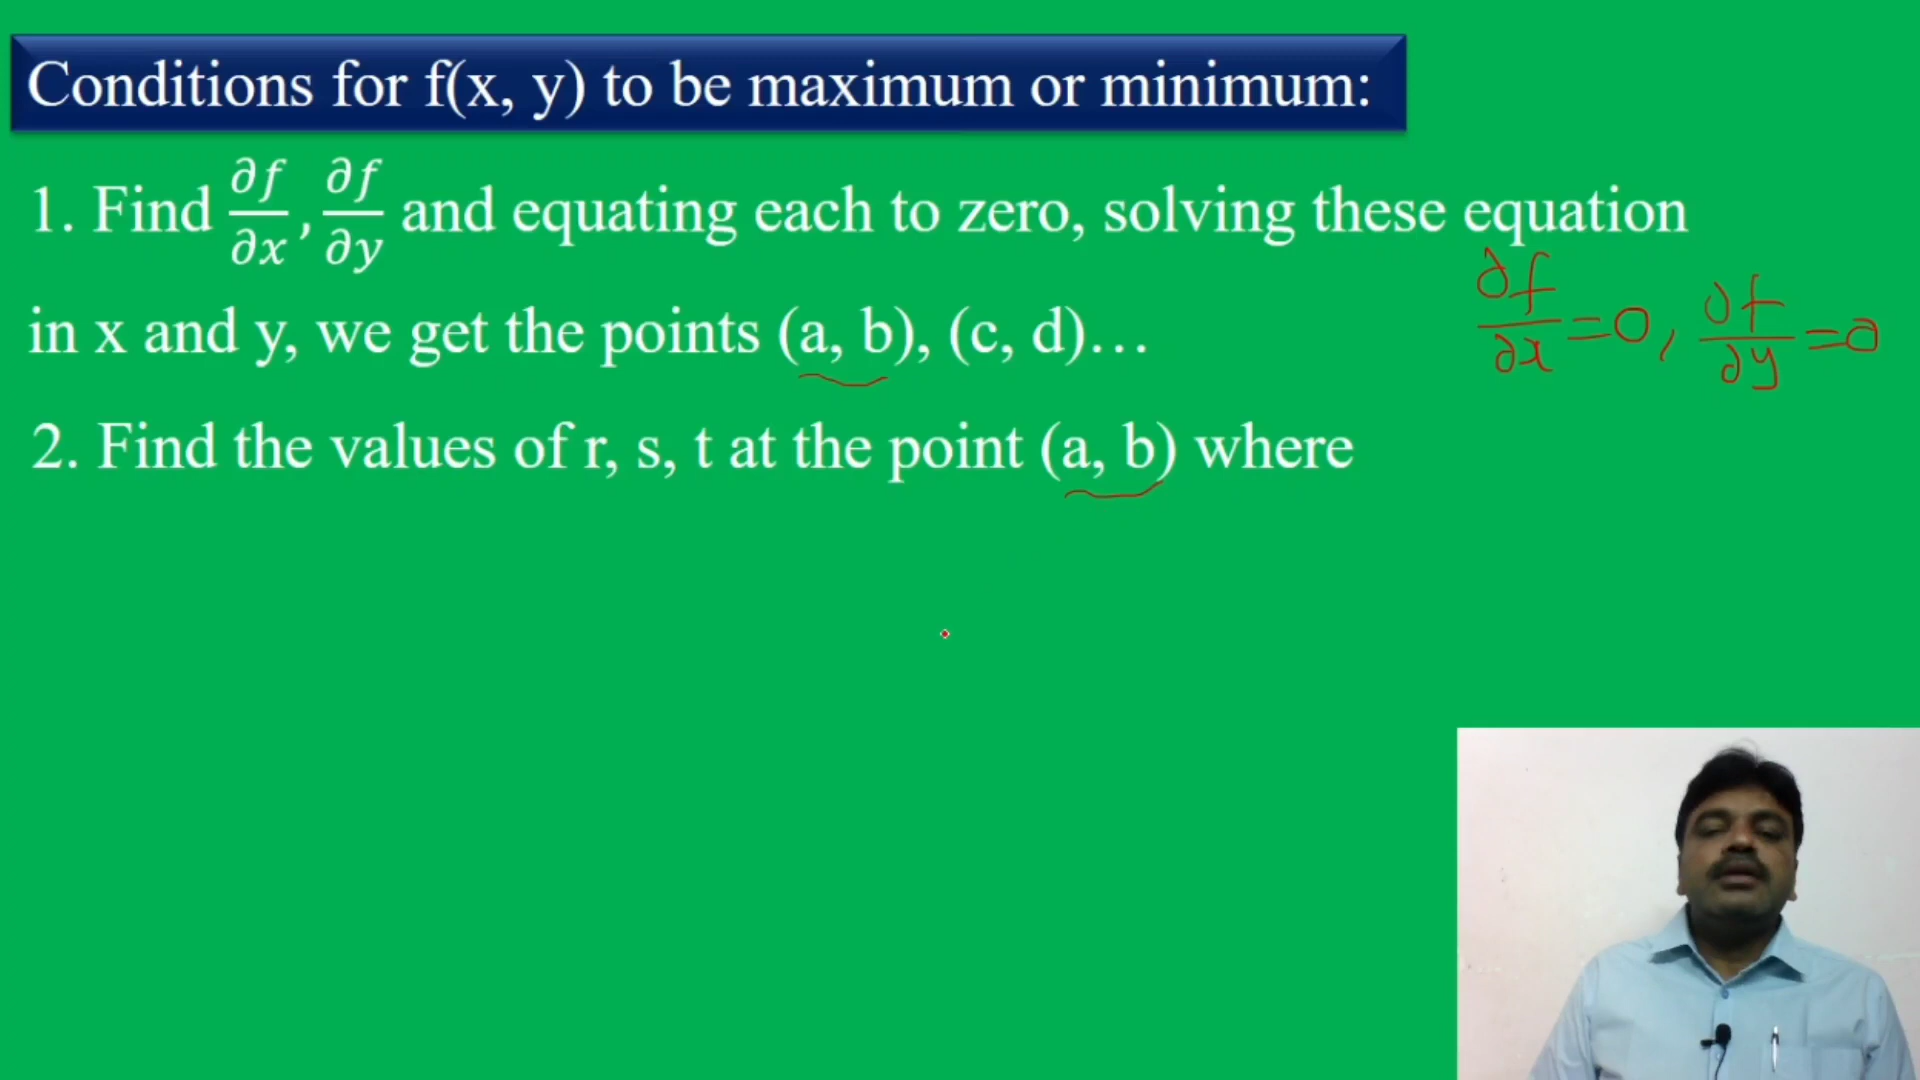 Conditions for f(x, y) to be maximum or minimum:
1. Find ∂f/∂x, ∂f/∂y and equating each to zero, solving these equation
∂f/∂x=0, ∂f/∂y=0
in x and y, we get the points (a, b), (c, d)…
2. Find the values of r, s, t at the point (a, b) where